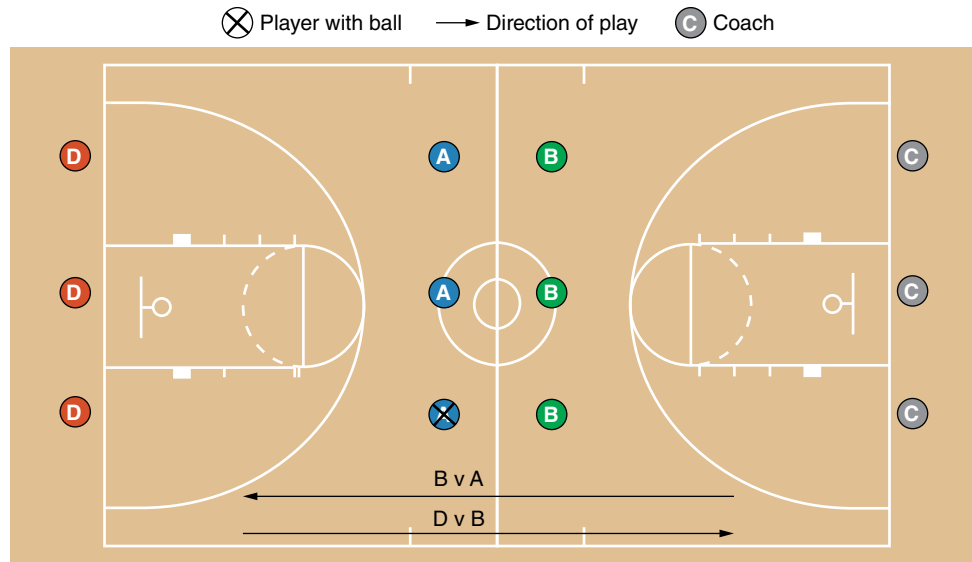 Player with ball Direction of play C Coach
D A B C
D A B C
D A B C
B v A
D v B